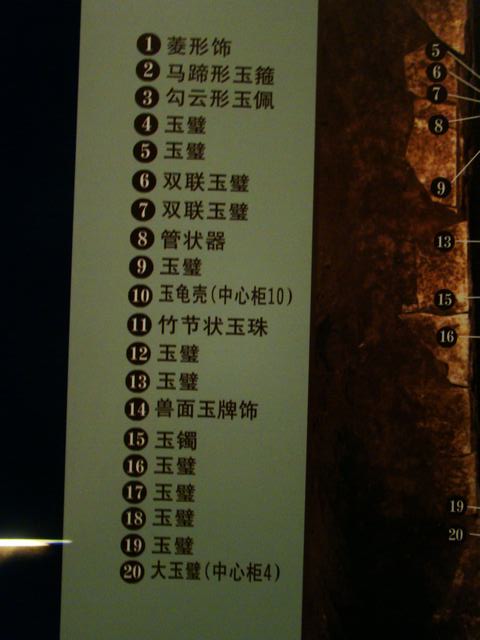 1 菱形饰
2 马蹄形玉箍
3 勾云形玉佩
4 玉璧
5 玉璧
6 双联玉璧
7 双联玉璧
8 管状器
9 玉璧
10 玉龟壳(中心柜10)
11 竹节状玉珠
12 玉璧
13 玉璧
14 兽面玉牌饰
15 玉镯
16 玉璧
17 玉璧
18 玉璧
19 玉璧
20 大玉璧(中心柜4)
5
6
7
8
9
13
15
16
19
20